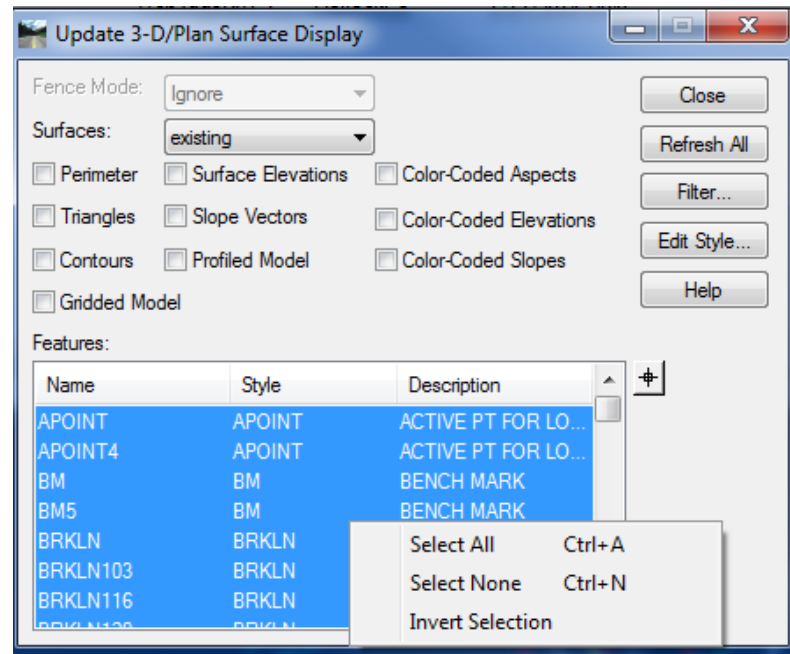 Update 3-D/Plan Surface Display
Fence Mode: Ignore
Close
Surfaces: existing
Refresh All
Perimeter Surface Elevations Color-Coded Aspects
Filter...
Triangles Slope Vectors Color-Coded Elevations
Edit Style...
Contours Profiled Model Color-Coded Slopes
Help
Gridded Model
Features:
Name Style Description
APOINT APOINT ACTIVE PT FOR LO...
APOINT4 APOINT ACTIVE PT FOR LO...
BM BM BENCH MARK
BM5 BM BENCH MARK
BRKLN BRKLN
BRKLN103 BRKLN
BRKLN116 BRKLN
Select All Ctrl+A
Select None Ctrl+N
Invert Selection